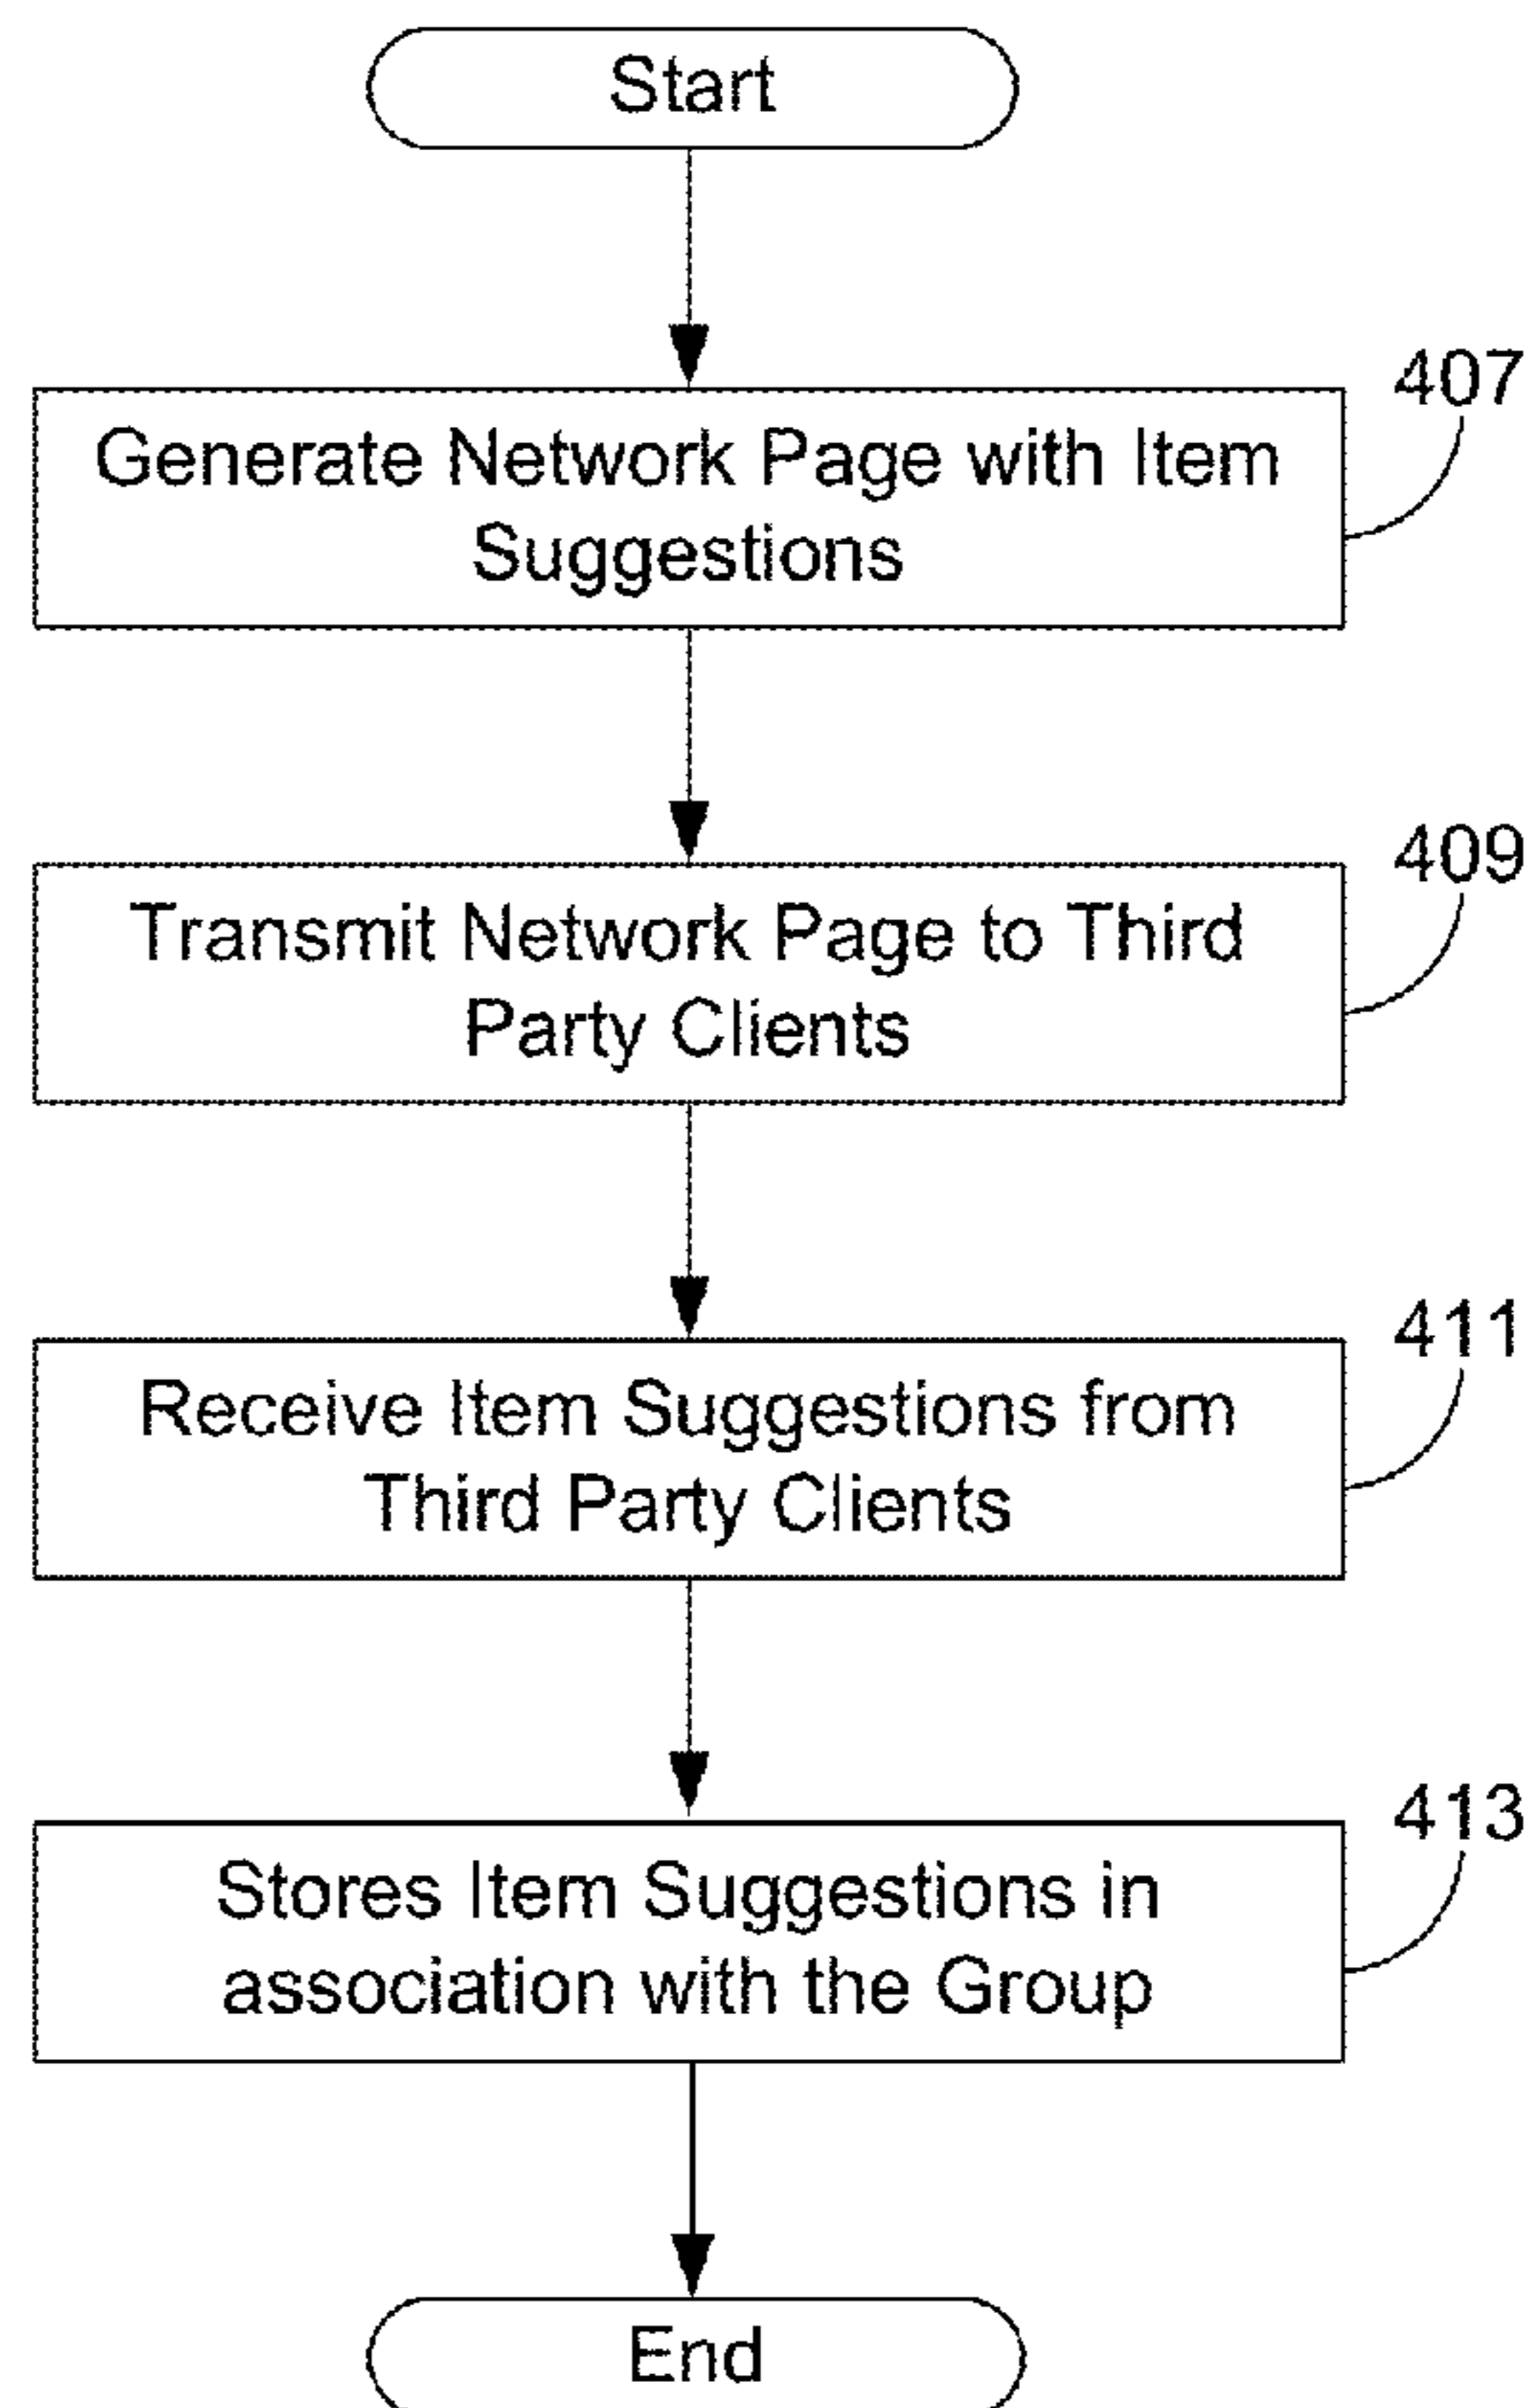 Start
407
Generate Network Page with Item
Suggestions
409
Transmit Network Page to Third
Party Clients
411
Receive Item Suggestions from
Third Party Clients
413
Stores Item Suggestions in
association with the Group
End